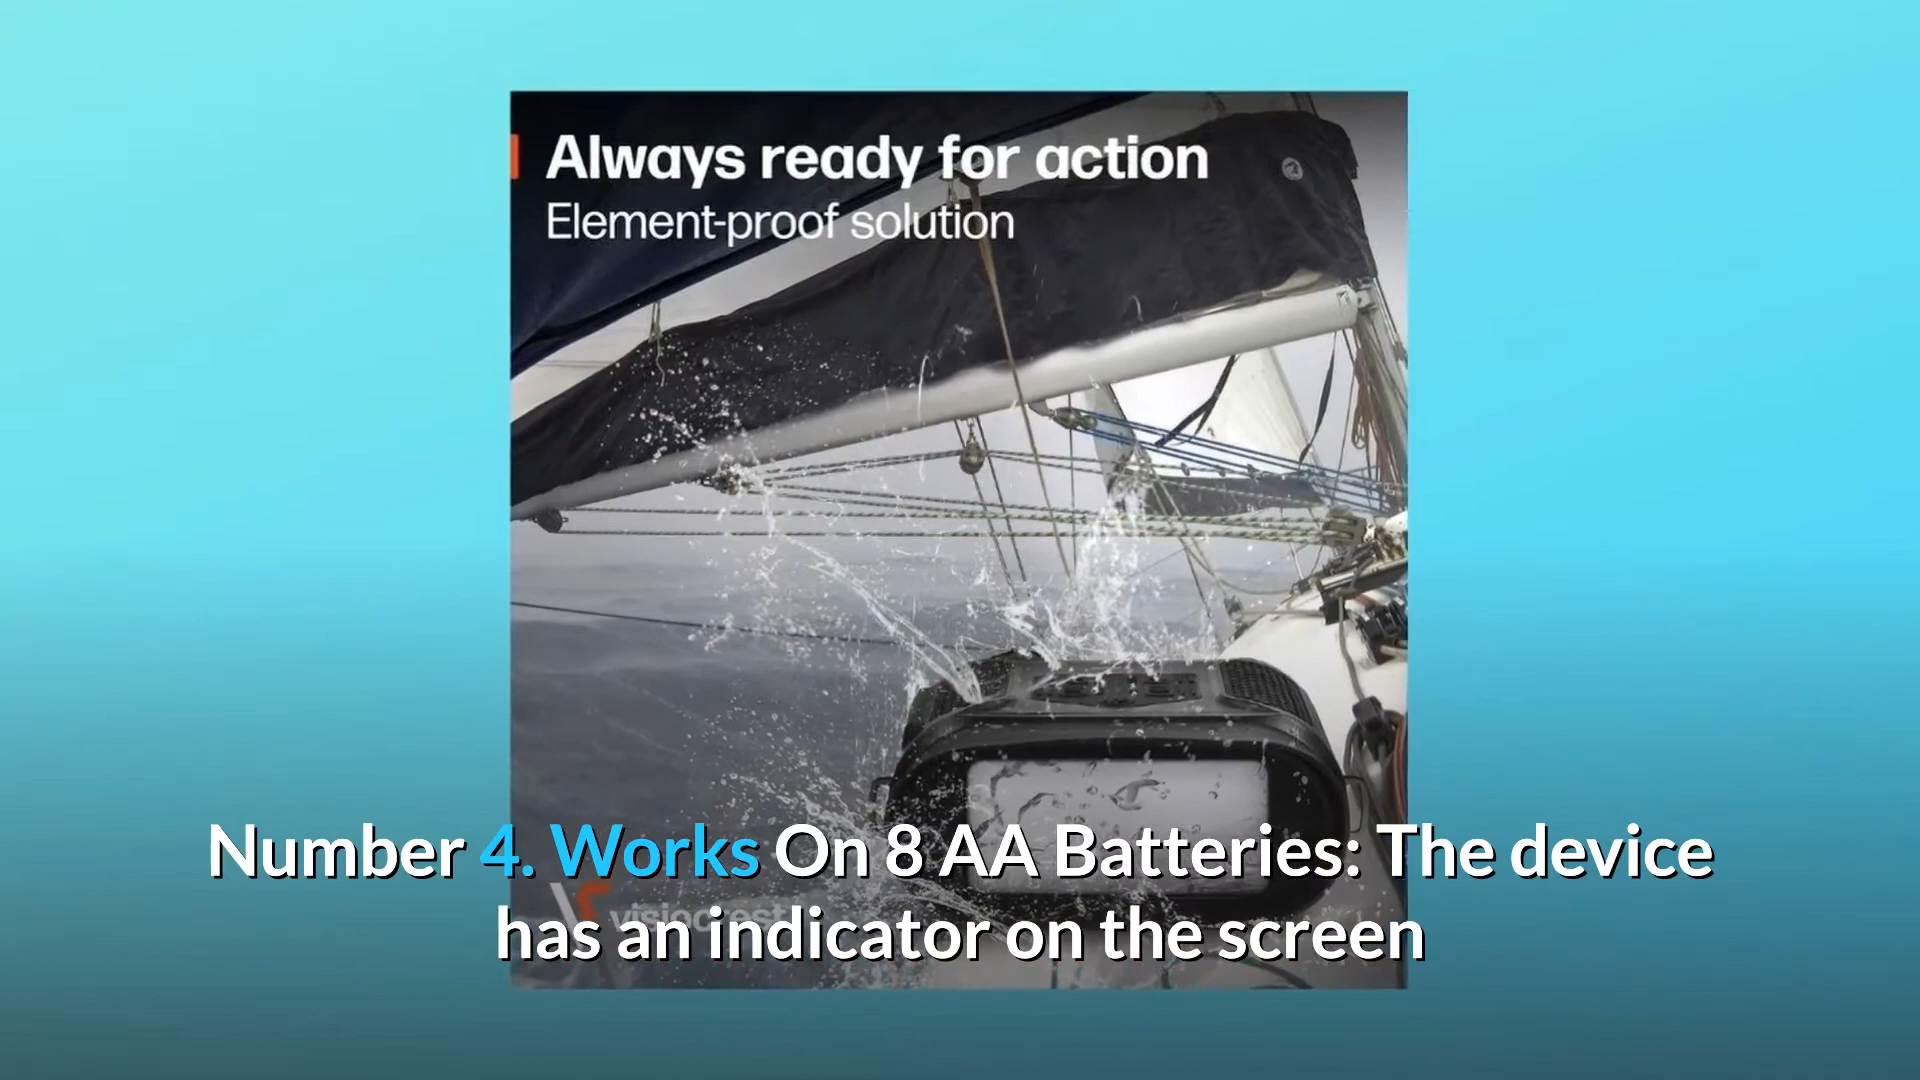 Always ready for action
Element-proof solution
Number 4. Works On 8 AA Batteries: The device
visiocrest
has an indicator on the screen